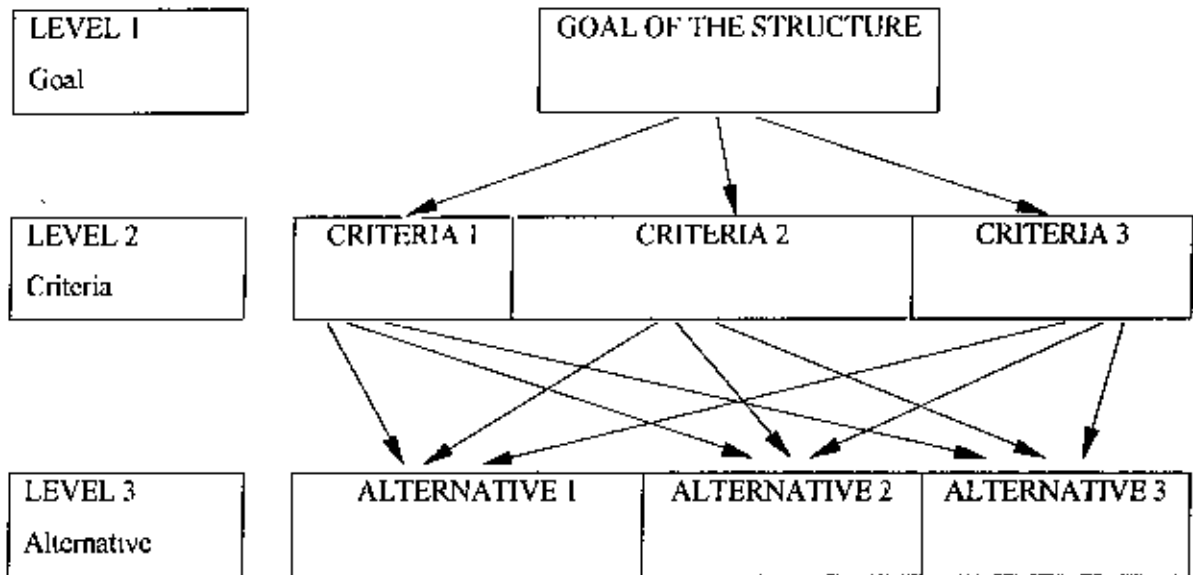 LEVEL 1
Goal
GOAL OF THE STRUCTURE
LEVEL 2
Criteria
CRITERIA 1
CRITERIA 2
CRITERIA 3
LEVEL 3
Alternative
ALTERNATIVE 1
ALTERNATIVE 2
ALTERNATIVE 3